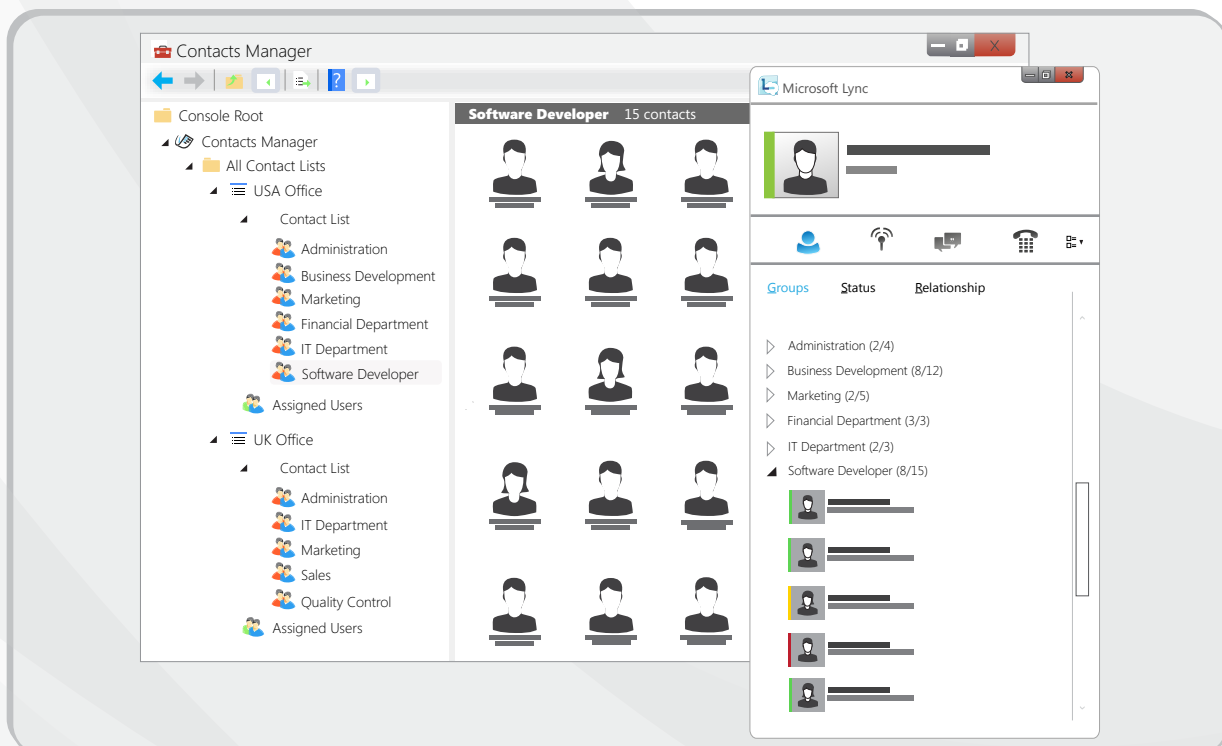 Contacts Manager
X
?
Console Root
Contacts Manager
All Contact Lists
USA Office
Contact List
Administration
Business Development
Marketing
Financial Department
IT Department
Software Developer
Assigned Users
UK Office
Contact List
Administration
IT Department
Marketing
Sales
Quality Control
Assigned Users
Software Developer 15 contacts
L Microsoft Lync
Groups Status Relationship
Administration (2/4)
Business Development (8/12)
Marketing (2/5)
Financial Department (3/3)
IT Department (2/3)
Software Developer (8/15)